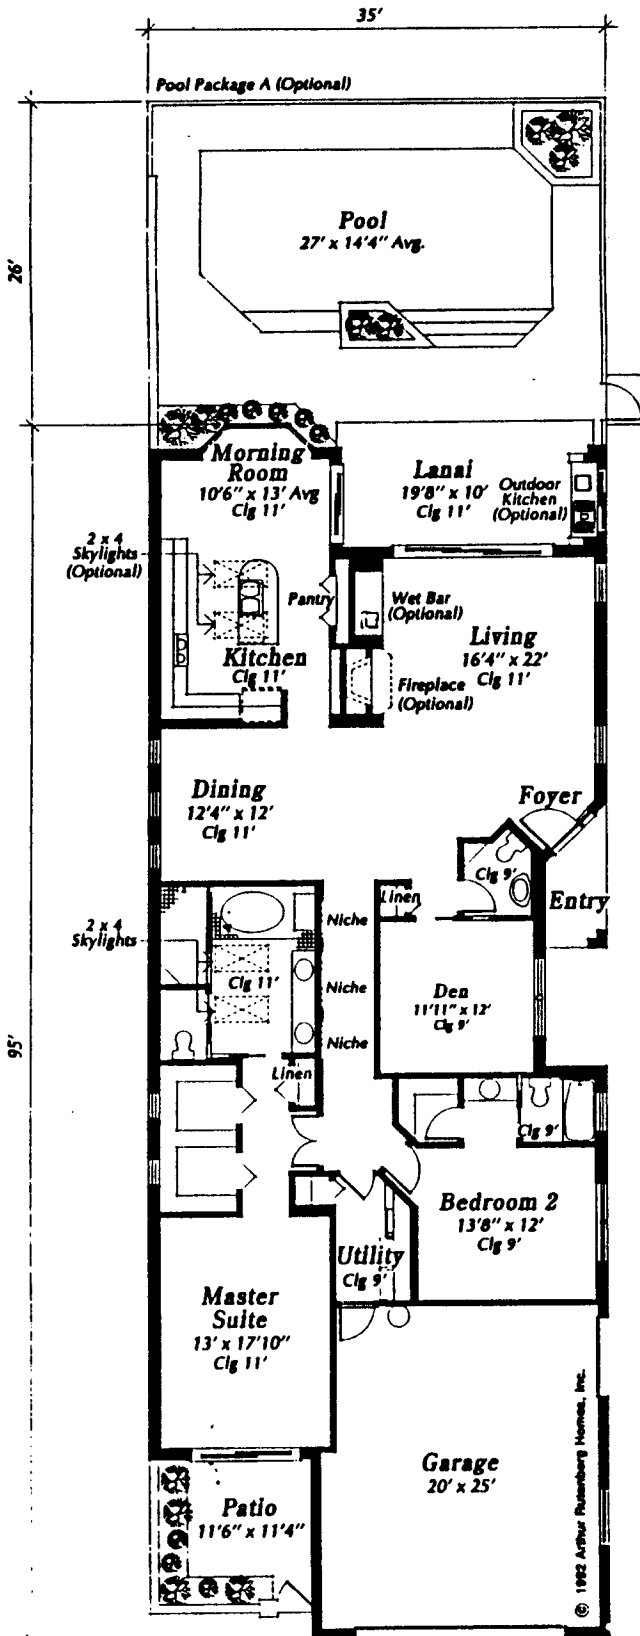 35'
Pool Package A (Optional)
26'
Pool
27' x 14'4" Avg.
Morning
Room
10'6" x 13' Avg
Clg 11'
Lanai
19'8" x 10'
Clg 11'
Outdoor
Kitchen
(Optional)
2 x 4
Skylights
(Optional)
Pantry
Wet Bar
(Optional)
Living
16'4" x 22'
Clg 11'
Kitchen
Clg 11'
Fireplace
(Optional)
Dining
12'4" x 12'
Clg 11'
Foyer
Clg 9'
Linen
Entry
2 x 4
Skylights
Niche
Clg 11'
Niche
Den
11'11" x 12'
Clg 9'
Niche
95'
Linen
Clg 9'
Bedroom 2
13'8" x 12'
Clg 9'
Utility
Clg 9'
Master
Suite
13' x 17'10"
Clg 11'
Garage
20' x 25'
Patio
11'6" x 11'4"
© 1992 Arthur Rutenberg Homes, Inc.